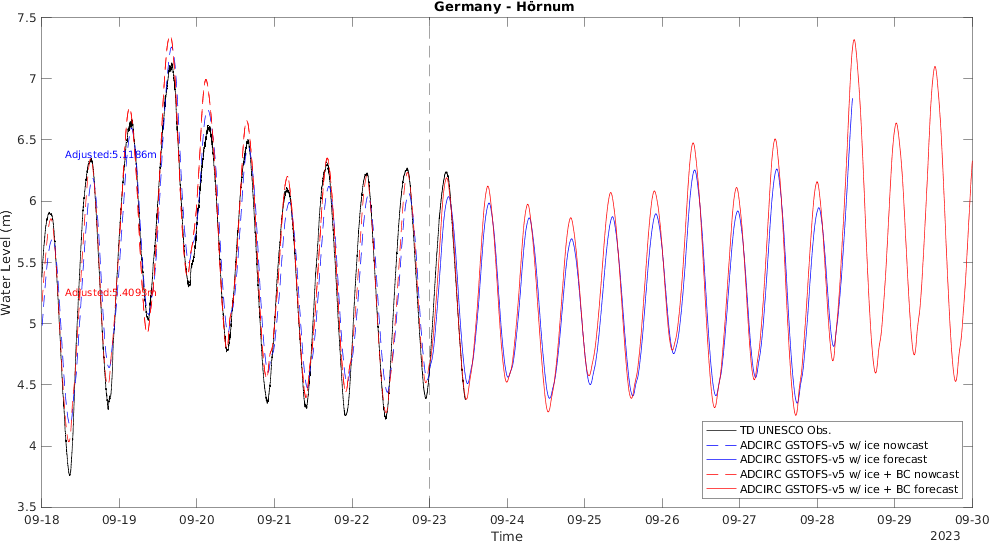 Germany - Hörnum
7.5
7
6.5
6
5.5
5
4.5
4
3.5
Water Level (m)
Adjusted:5.1186m
TD UNESCO Obs.
ADCIRC GSTOFS-v5 w/ ice nowcast
ADCIRC GSTOFS-v5 w/ ice forecast
ADCIRC GSTOFS-v5 w/ ice + BC nowcast
ADCIRC GSTOFS-v5 w/ ice + BC forecast
09-18 09-19 09-20 09-21 09-22 09-23 09-24 09-25 09-26 09-27 09-28 09-29 09-30
Time
2023